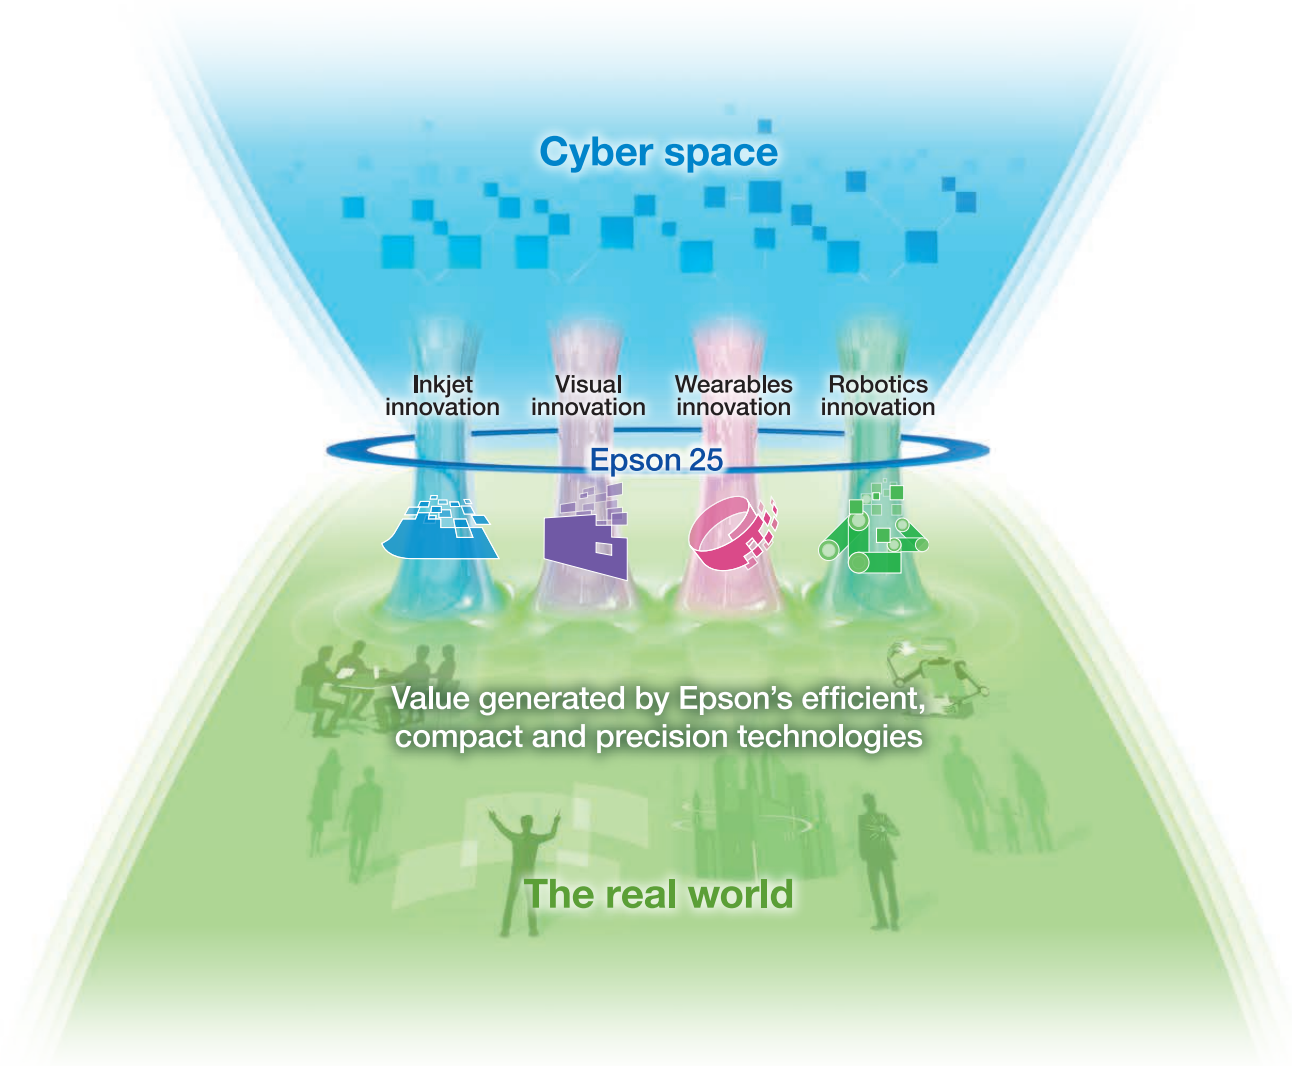 Cyber space
Inkjet
innovation
Visual
innovation
Wearables
innovation
Robotics
innovation
Epson 25
Value generated by Epson’s efficient,
compact and precision technologies
The real world